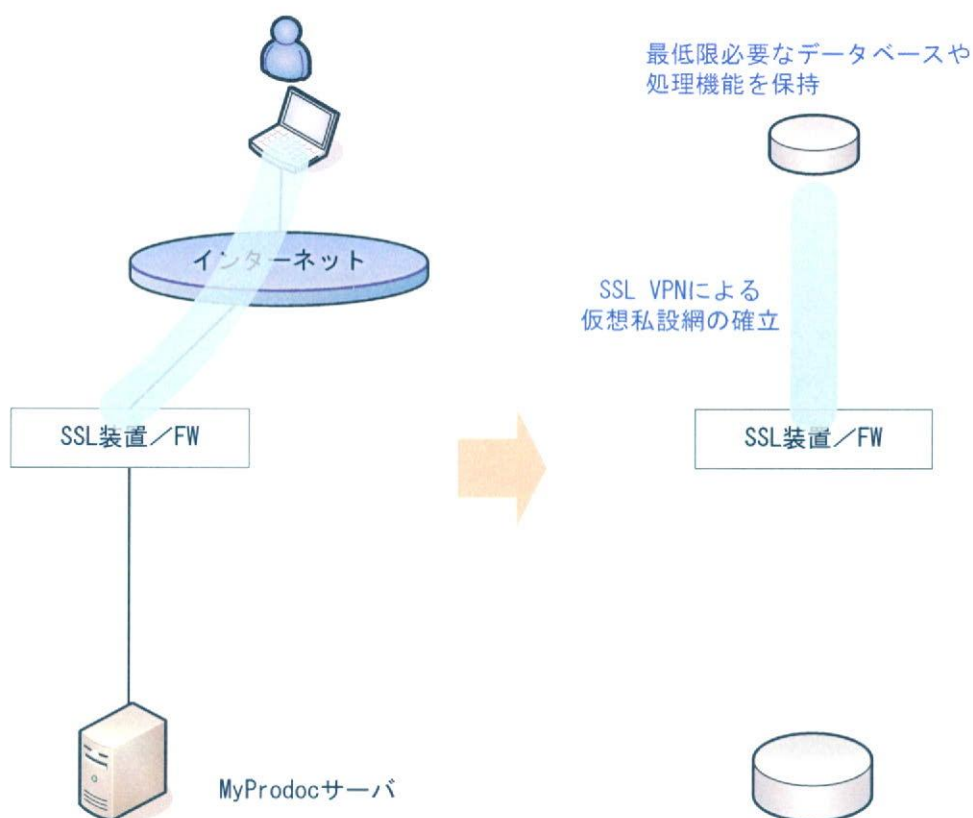 最低限必要なデータベースや
処理機能を保持
インターネット
SSL VPNによる
仮想私設網の確立
SSL装置／FW
SSL装置／FW
MyProdocサーバ